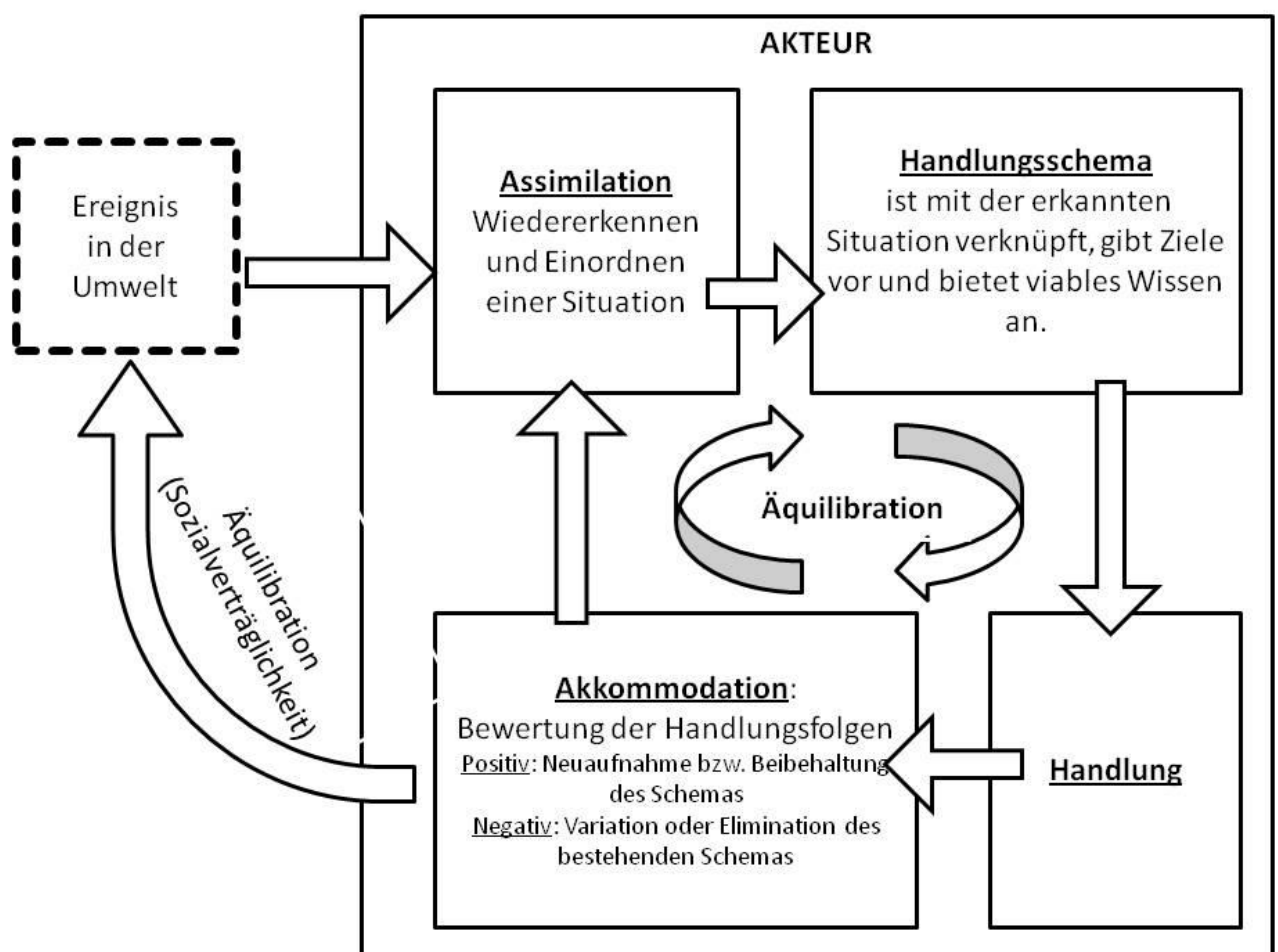 AKTEUR
Ereignis
in der
Umwelt
Assimilation
Wiedererkennen
und Einordnen
einer Situation
Handlungsschema
ist mit der erkannten
Situation verknüpft, gibt Ziele
vor und bietet viables Wissen
an.
Äquilibration
Äquilibration
(Sozialverträglichkeit)
Akkommodation:
Bewertung der Handlungsfolgen
Positiv: Neuaufnahme bzw. Beibehaltung
des Schemas
Negativ: Variation oder Elimination des
bestehenden Schemas
Handlung